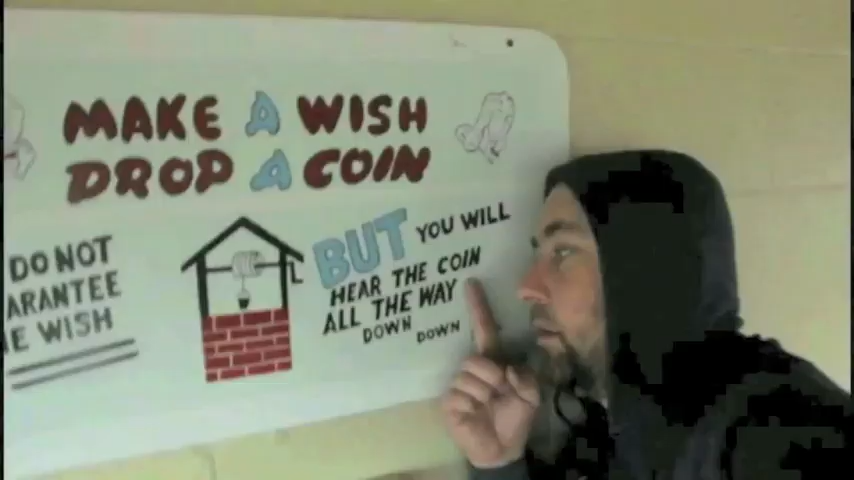 MAKE A WISH
DROP A COIN
DO NOT
ARANTEE
E WISH
BUT YOU WILL
HEAR THE COIN
ALL THE WAY
DOWN DOWN